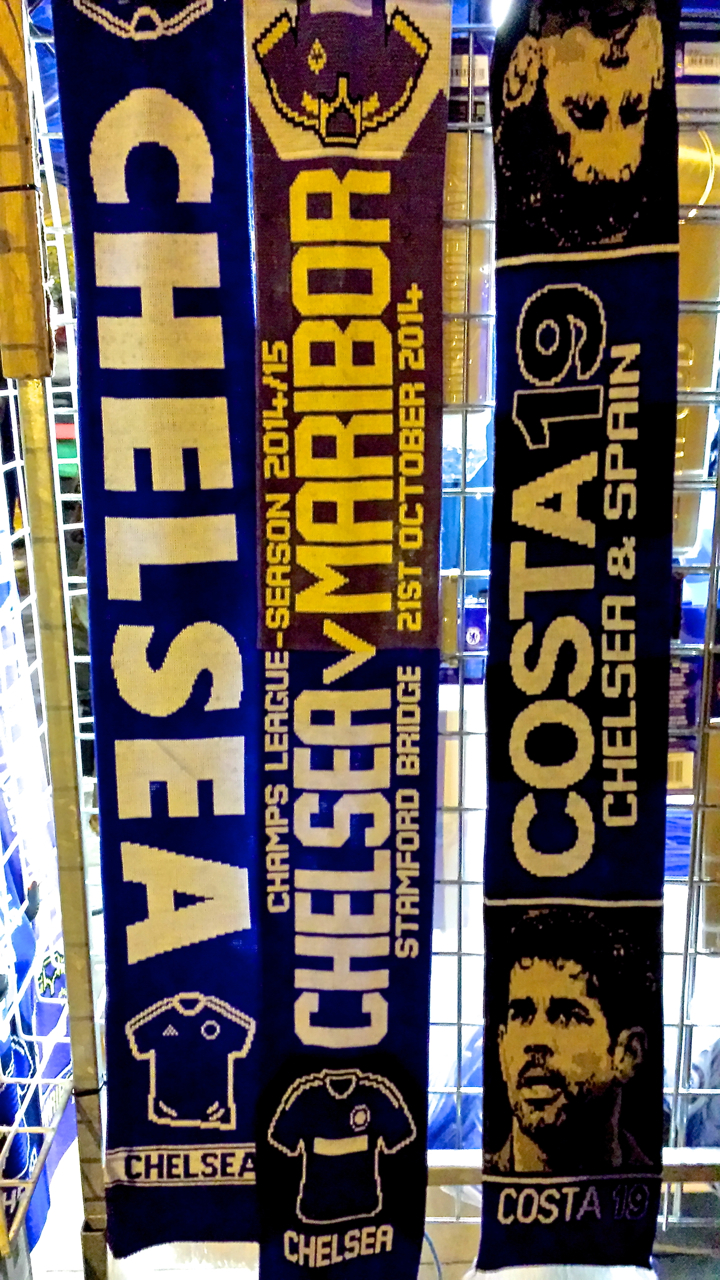 CHELSEA
CHELSEA
CHAMPS LEAGUE-SEASON 2014/15
CHELSEA V MARIBOR
STAMFORD BRIDGE 21ST OCTOBER 2014
CHELSEA
COSTA 19
CHELSEA & SPAIN
COSTA 19